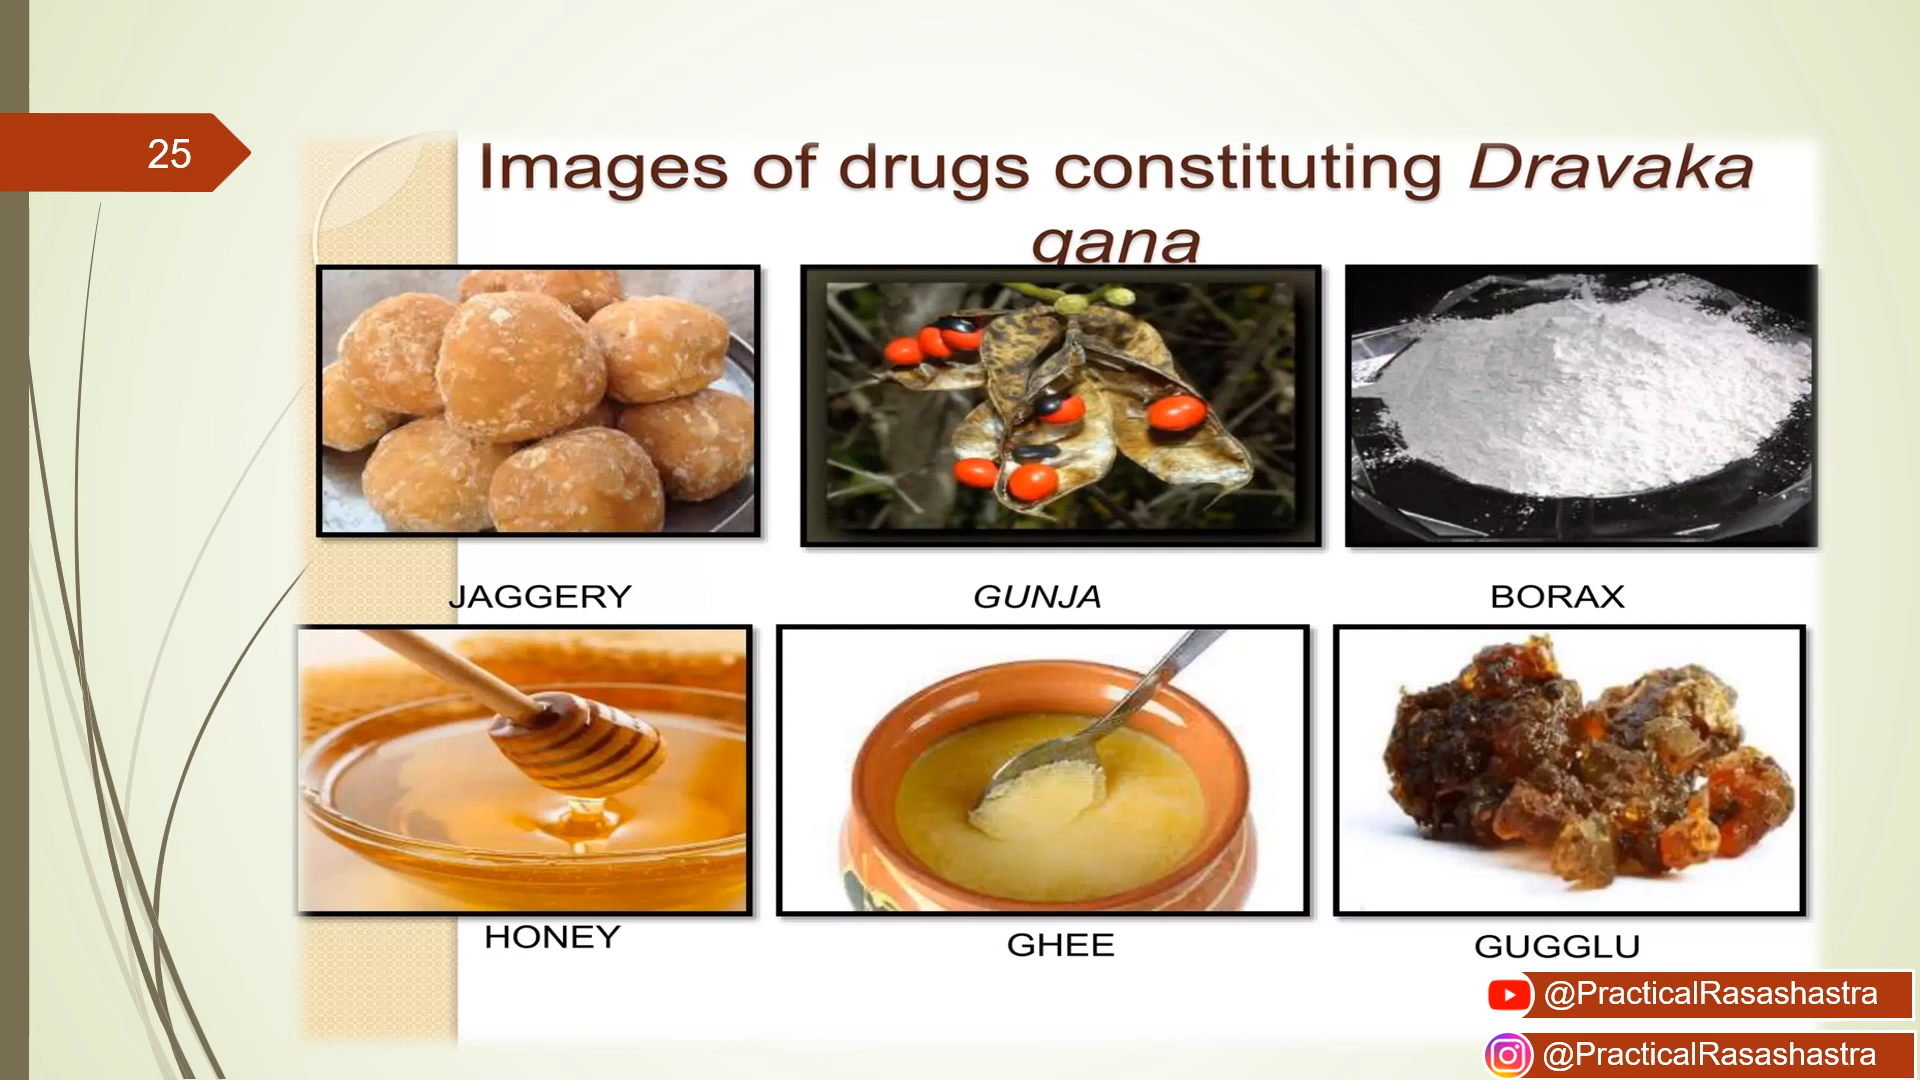 25
Images of drugs constituting Dravaka
gana
JAGGERY
GUNJA
BORAX
HONEY
GHEE
GUGGLU
@PracticalRasashastra
@PracticalRasashastra